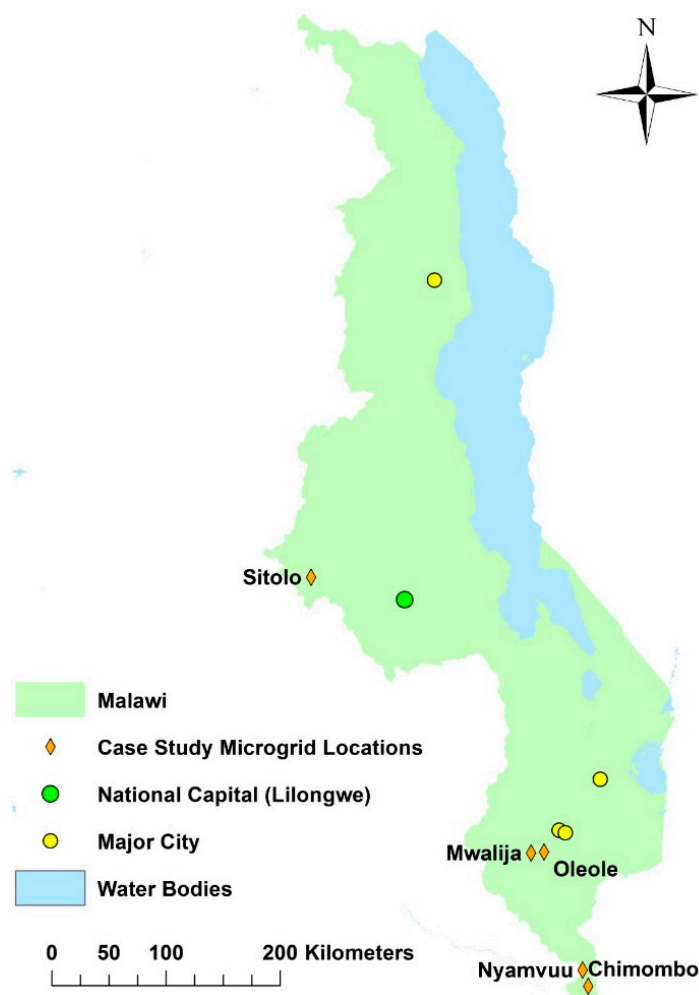 N
Sitolo
Malawi
Case Study Microgrid Locations
National Capital (Lilongwe)
Major City
Mwalija
Oleole
Water Bodies
0 50 100 200 Kilometers
Nyamvuu Chimombo